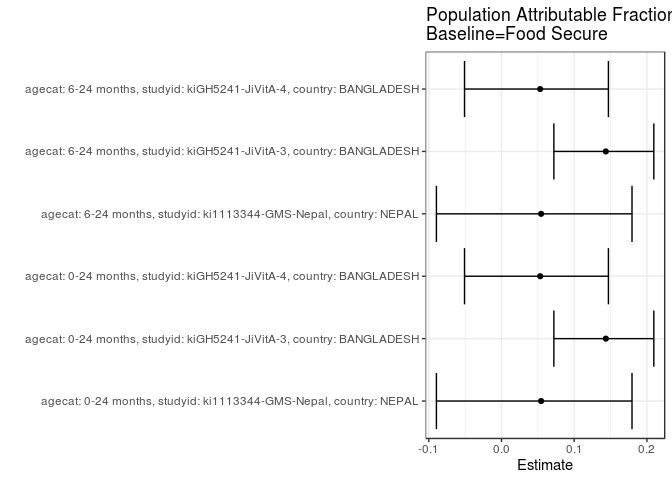 Population Attributable Fraction
Baseline=Food Secure
agecat: 6-24 months, studyid: kiGH5241-JiVitA-4, country: BANGLADESH
agecat: 6-24 months, studyid: kiGH5241-JiVitA-3, country: BANGLADESH
agecat: 6-24 months, studyid: ki1113344-GMS-Nepal, country: NEPAL
agecat: 0-24 months, studyid: kiGH5241-JiVitA-4, country: BANGLADESH
agecat: 0-24 months, studyid: kiGH5241-JiVitA-3, country: BANGLADESH
agecat: 0-24 months, studyid: ki1113344-GMS-Nepal, country: NEPAL
-0.1 0.0 0.1 0.2
Estimate